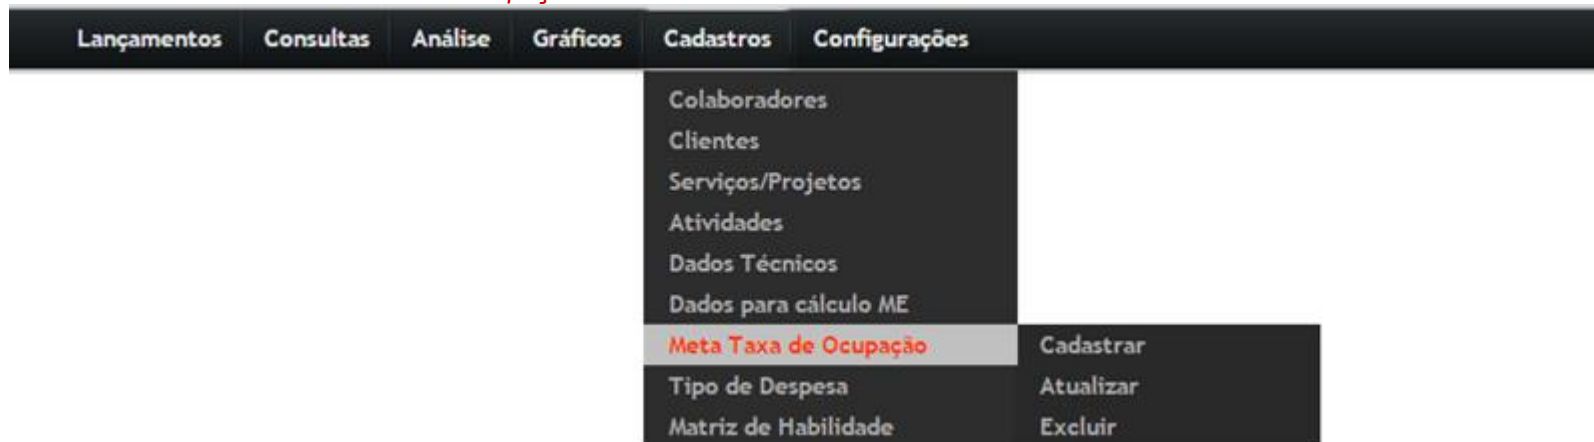 Lançamentos Consultas Análise Gráficos Cadastros Configurações
Colaboradores
Clientes
Serviços/Projetos
Atividades
Dados Técnicos
Dados para cálculo ME
Meta Taxa de Ocupação Cadastrar
Tipo de Despesa Atualizar
Matriz de Habilidade Excluir